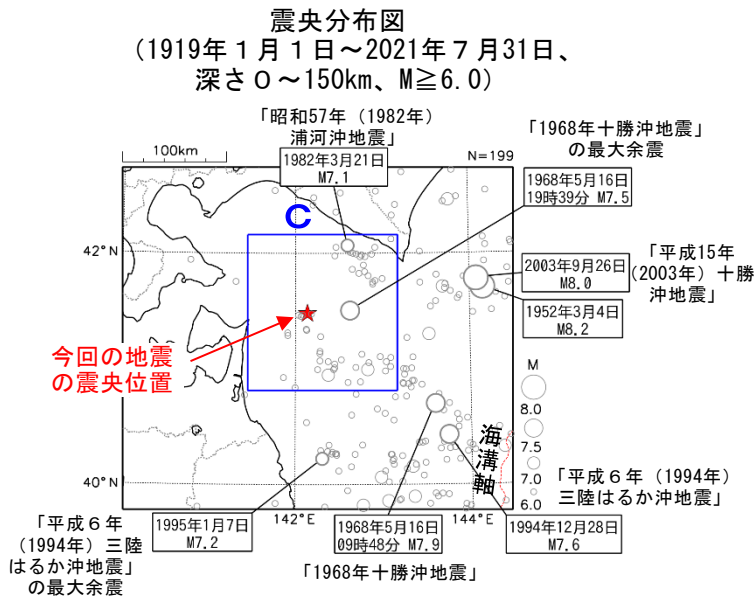 震央分布図
(1919年１月１日～2021年７月31日、
深さ０～150km、M≧6.0)
「昭和57年（1982年）
浦河沖地震」
1982年3月21日
M7.1
100km
N=199
「1968年十勝沖地震」
の最大余震
1968年5月16日
19時39分 M7.5
C
42°N
「平成15年
(2003年）十勝
沖地震」
2003年9月26日
M8.0
1952年3月4日
M8.2
今回の地震
の震央位置
M
8.0
7.5
7.0
6.0
海溝軸
40°N
142°E
144°E
「平成６年（1994年）
三陸はるか沖地震」
1995年1月7日
M7.2
1968年5月16日
09時48分 M7.9
1994年12月28日
M7.6
「平成６年
（1994年）三陸
はるか沖地震」
の最大余震
「1968年十勝沖地震」